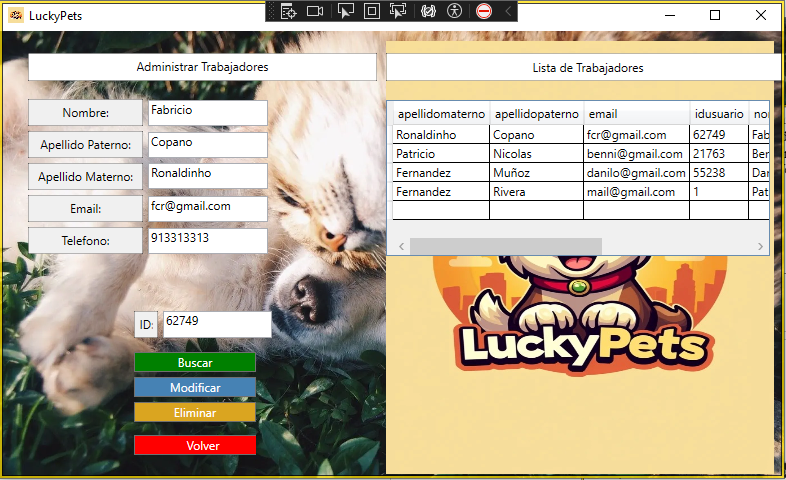 LuckyPets
Administrar Trabajadores
Nombre: Fabricio
Apellido Paterno: Copano
Apellido Materno: Ronaldinho
Email: fcr@gmail.com
Telefono: 913313313
ID: 62749
Buscar
Modificar
Eliminar
Volver
Lista de Trabajadores
apellidomaterno apellidopaterno email idusuario nor
Ronaldinho Copano fcr@gmail.com 62749 Fab
Patricio Nicolas benni@gmail.com 21763 Ber
Fernandez Muñoz danilo@gmail.com 55238 Dar
Fernandez Rivera mail@gmail.com 1 Pat
LuckyPets